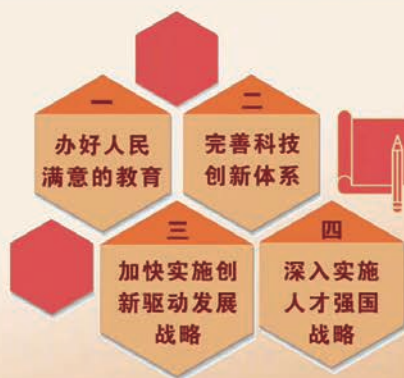 一
办好人民
满意的教育
二
完善科技
创新体系
三
加快实施创
新驱动发展
战略
四
深入实施
人才强国
战略